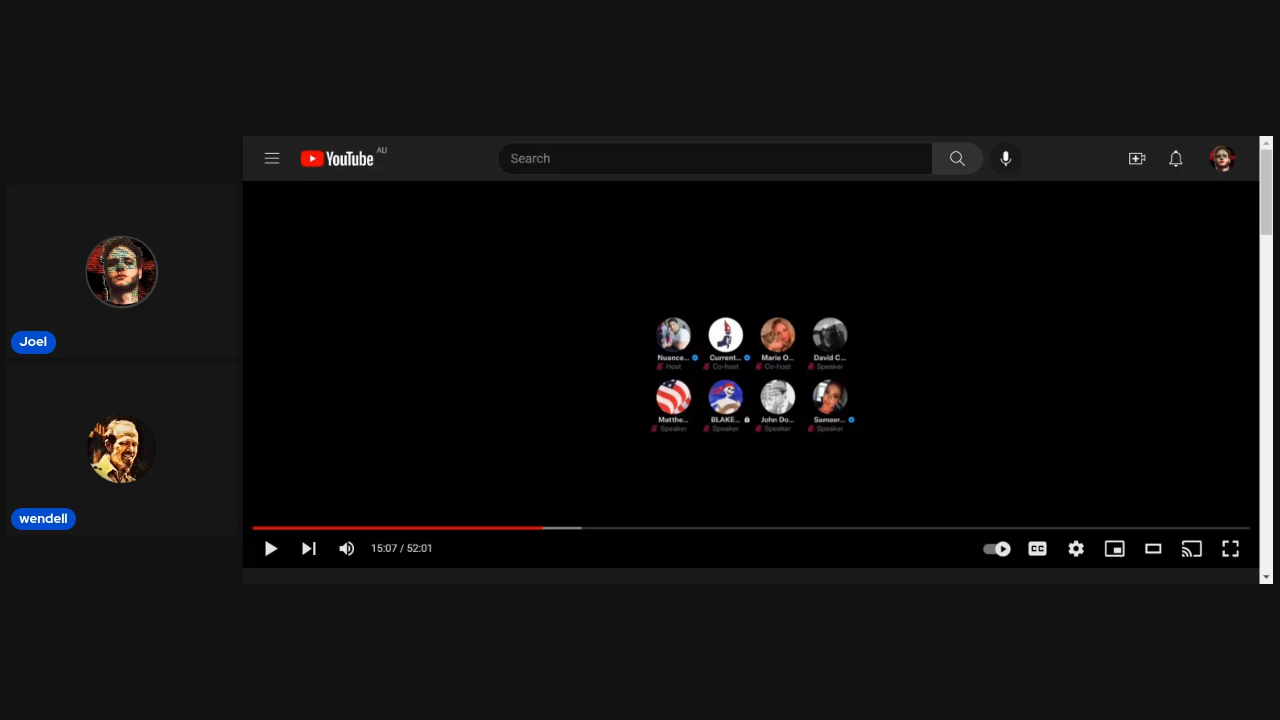 YouTube AU
Search
Joel
wendell
Nuance... Current... Marie O... David C...
Host Co-host Co-host Speaker
Matthe... BLAKE... John Do... Sameer...
Speaker Speaker Speaker Speaker
15:07 / 52:01
CC